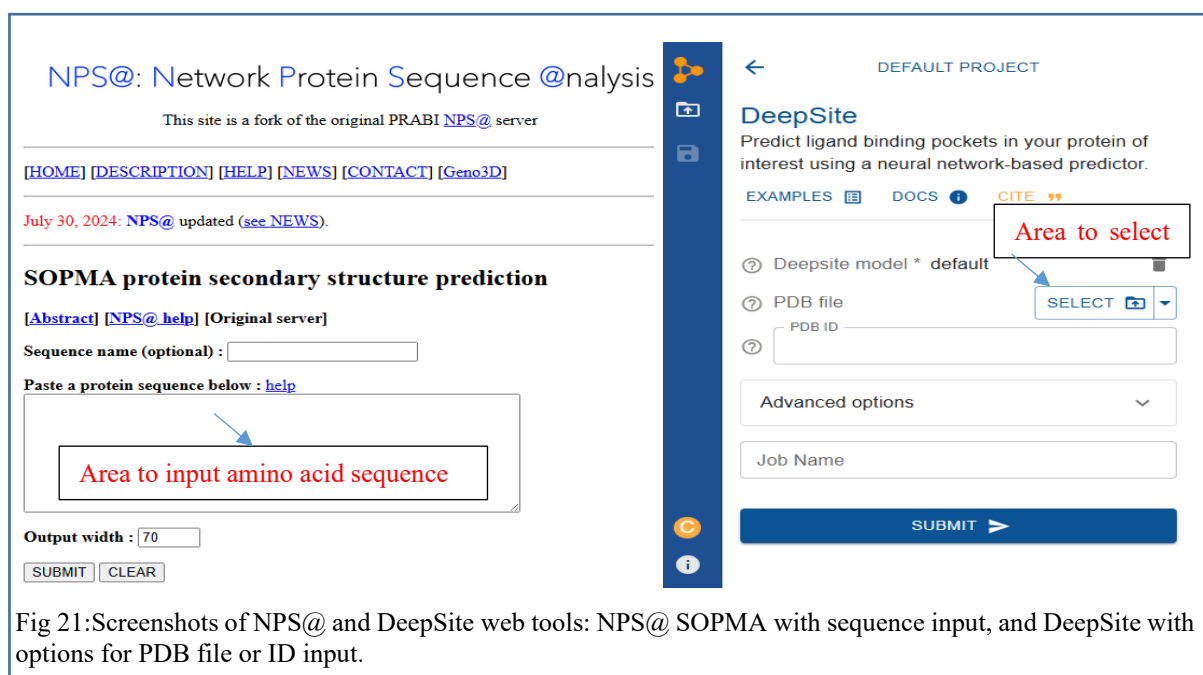 NPS@: Network Protein Sequence @nalysis
This site is a fork of the original PRABI NPS@ server
[HOME] [DESCRIPTION] [HELP] [NEWS] [CONTACT] [Geno3D]
July 30, 2024: NPS@ updated (see NEWS).
SOPMA protein secondary structure prediction
[Abstract] [NPS@ help] [Original server]
Sequence name (optional) :
Paste a protein sequence below : help
Area to input amino acid sequence
Output width : 70
SUBMIT CLEAR
DEFAULT PROJECT
DeepSite
Predict ligand binding pockets in your protein of
interest using a neural network-based predictor.
EXAMPLES DOCS CITE
Area to select
Deepsite model * default
PDB file SELECT
PDB ID
Advanced options
Job Name
SUBMIT
C
Fig 21:Screenshots of NPS@ and DeepSite web tools: NPS@ SOPMA with sequence input, and DeepSite with
options for PDB file or ID input.